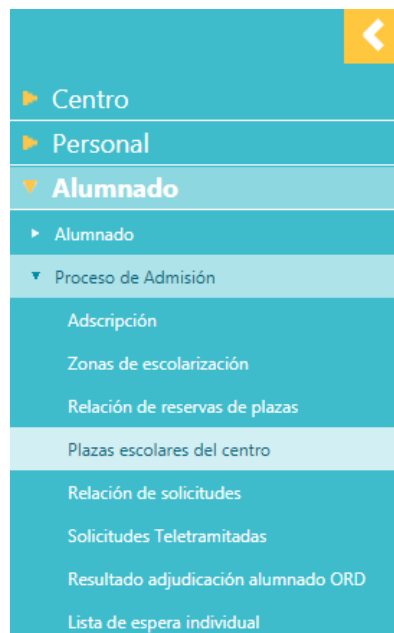 Centro
Personal
Alumnado
Alumnado
Proceso de Admisión
Adscripción
Zonas de escolarización
Relación de reservas de plazas
Plazas escolares del centro
Relación de solicitudes
Solicitudes Teletramitadas
Resultado adjudicación alumnado ORD
Lista de espera individual